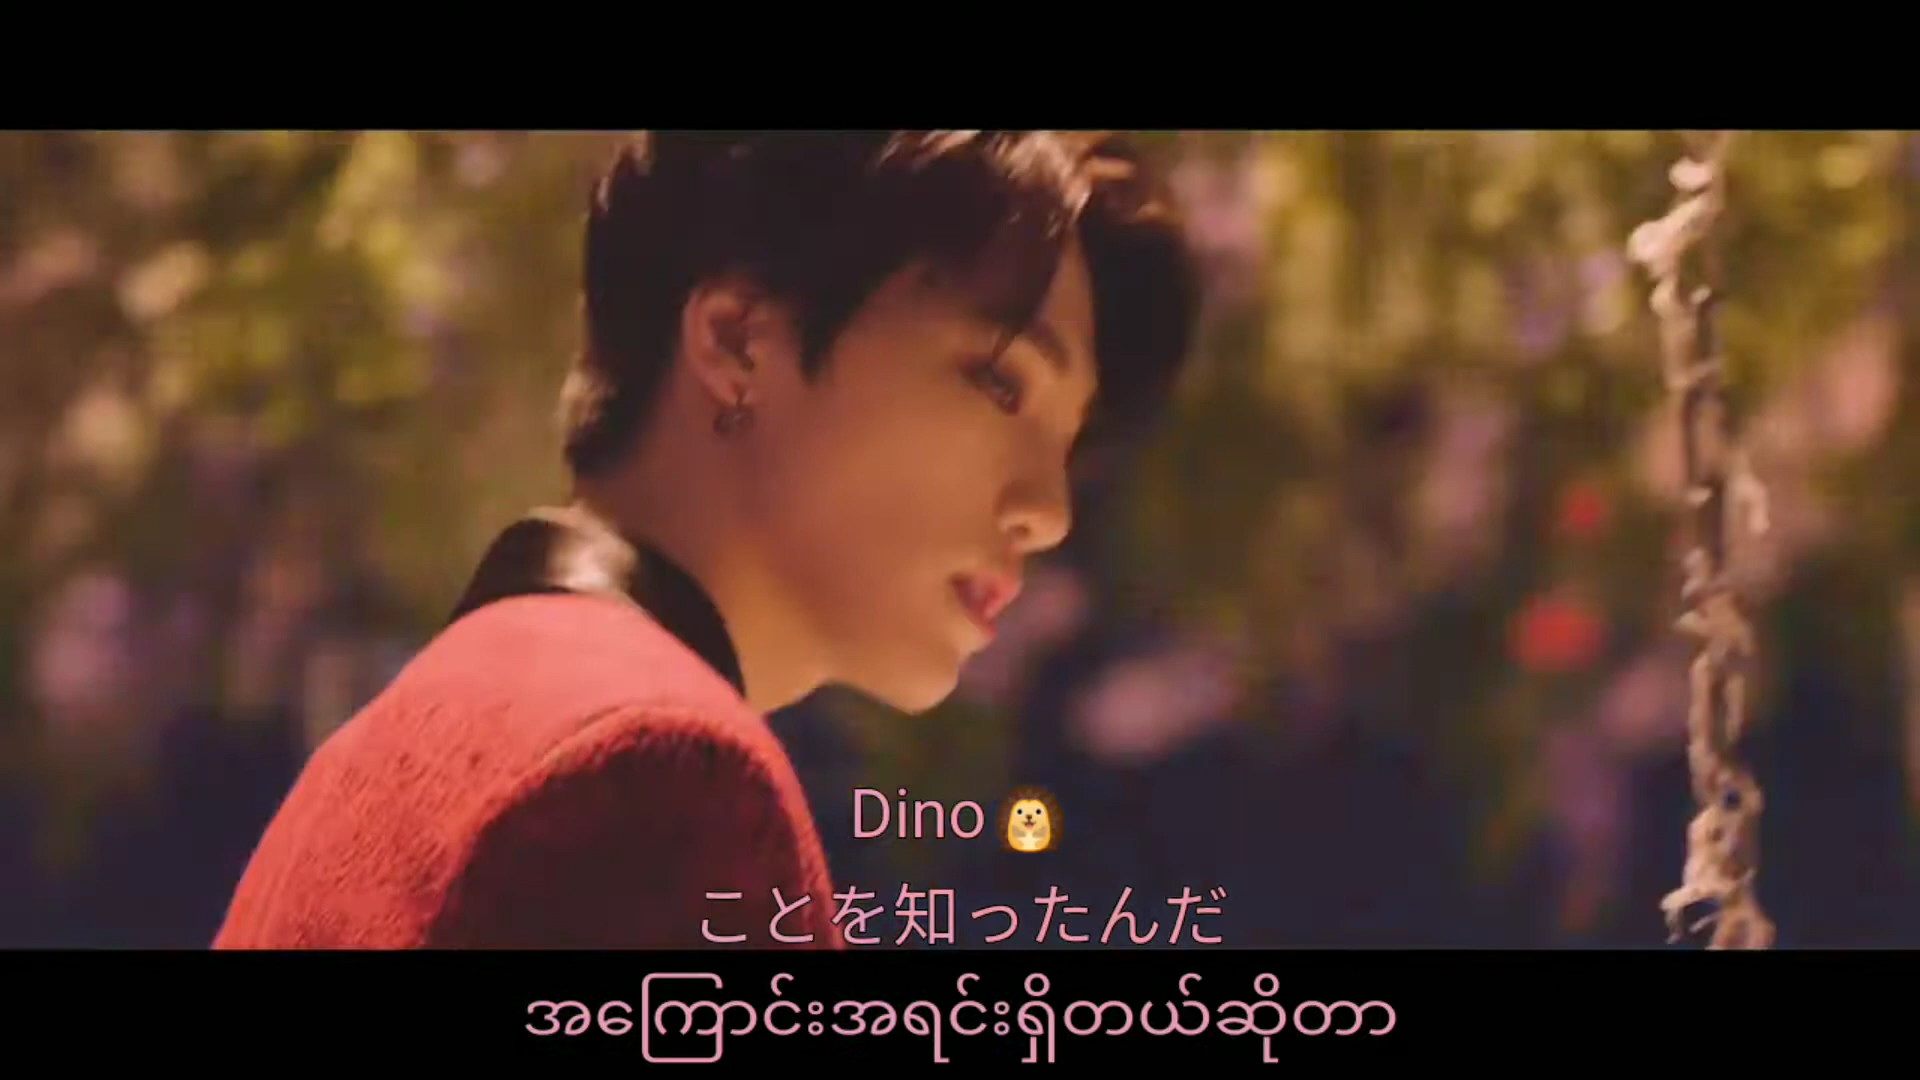 Dino🦔
ことを知ったんだ
အကြောင်းအရင်းရှိတယ်ဆိုတာ